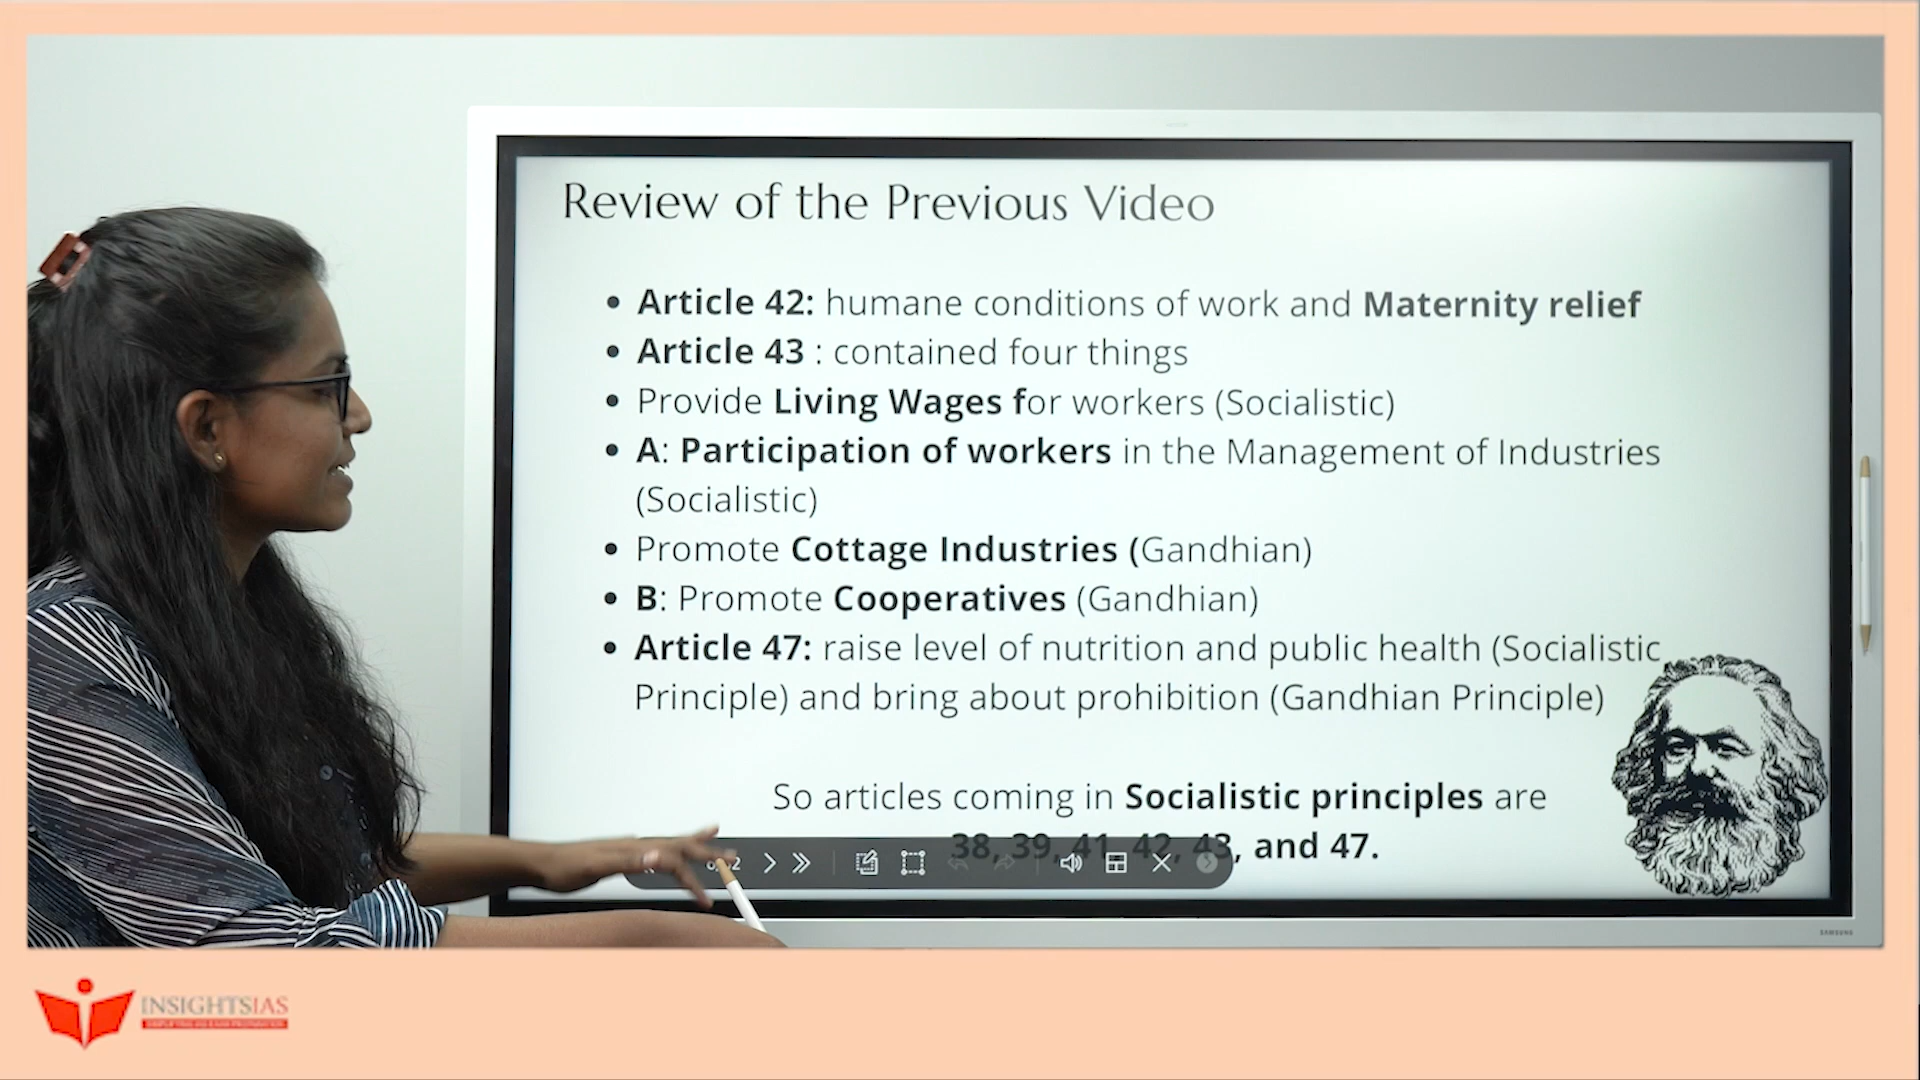 Review of the Previous Video
• Article 42: humane conditions of work and Maternity relief
• Article 43 : contained four things
• Provide Living Wages for workers (Socialistic)
• A: Participation of workers in the Management of Industries
(Socialistic)
• Promote Cottage Industries (Gandhian)
• B: Promote Cooperatives (Gandhian)
• Article 47: raise level of nutrition and public health (Socialistic
Principle) and bring about prohibition (Gandhian Principle)
So articles coming in Socialistic principles are
38, 39, 41, 42, 43, and 47.
SAMSUNG
INSIGHTSIAS